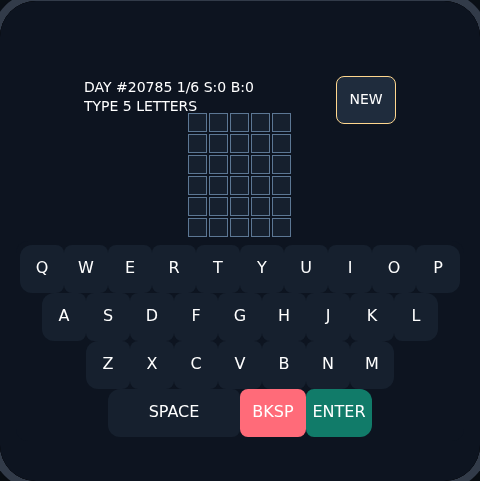 DAY #20785 1/6 S:0 B:0
TYPE 5 LETTERS
NEW
Q W E R T Y U I O P
A S D F G H J K L
Z X C V B N M
SPACE BKSP ENTER